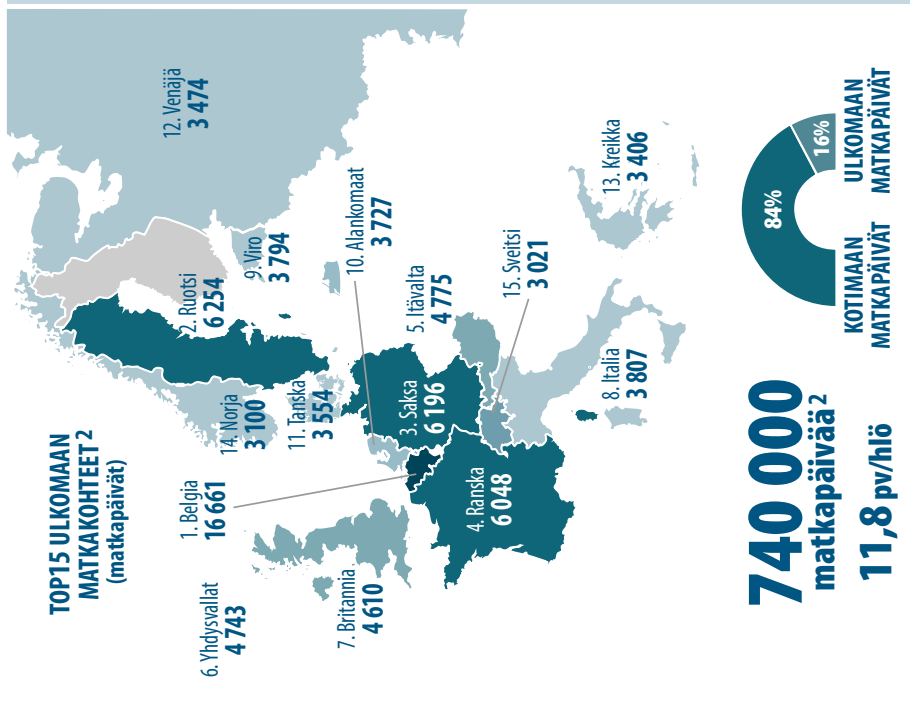 TOP15 ULKOMAAN
MATKAKOHTEET²
(matkapäivät)
1. Belgia
16 661
2. Ruotsi
6 254
3. Saksa
6 196
4. Ranska
6 048
5. Itävalta
4 775
6. Yhdysvallat
4 743
7. Britannia
4 610
8. Italia
3 807
9. Viro
3 794
10. Alankomaat
3 727
11. Tanska
3 554
12. Venäjä
3 474
13. Kreikka
3 406
14. Norja
3 100
15. Sveitsi
3 021
740 000
matkapäivää²
11,8 pv/hlö
84%
16%
KOTIMAAN
MATKAPÄIVÄT
ULKOMAAN
MATKAPÄIVÄT